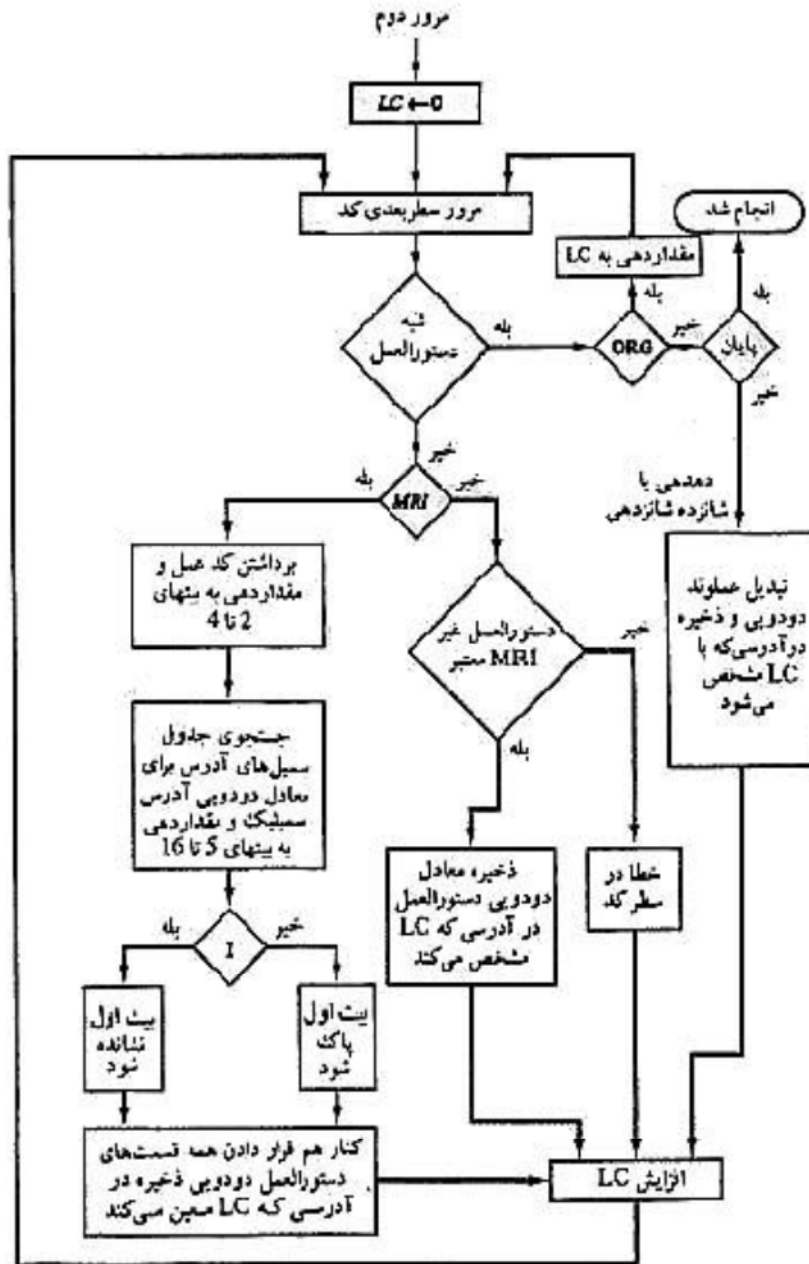 مرور دوم
LC ← 0
مرور سطر بعدی کد
انجام شد
مقداردهی به LC
بله
بله
شبه
دستورالعمل
بله
ORG
خیر
پایان
خیر
خیر
بله
MRI
خیر
دهدهی یا
شانزده شانزدهی
برداشتن کد عمل و
مقداردهی به بیتهای
2 تا 4
دستورالعمل غیر
MRI معتبر
خیر
بله
تبدیل عملوند
دودویی و ذخیره
در آدرسی که با
LC مشخص
می‌شود
جستجوی جدول
سمبل‌های آدرس برای
معادل دودویی آدرس
سمبلیک و مقداردهی
به بیتهای 5 تا 16
ذخیره معادل
دودویی دستورالعمل
در آدرسی که LC
مشخص می‌کند
خطا در
سطر کد
بله
I
خیر
بیت اول
نشانده
شود
بیت اول
پاک
شود
کنار هم قرار دادن همه قسمت‌های
دستورالعمل دودویی ذخیره در
آدرسی که LC معین می‌کند
افزایش LC